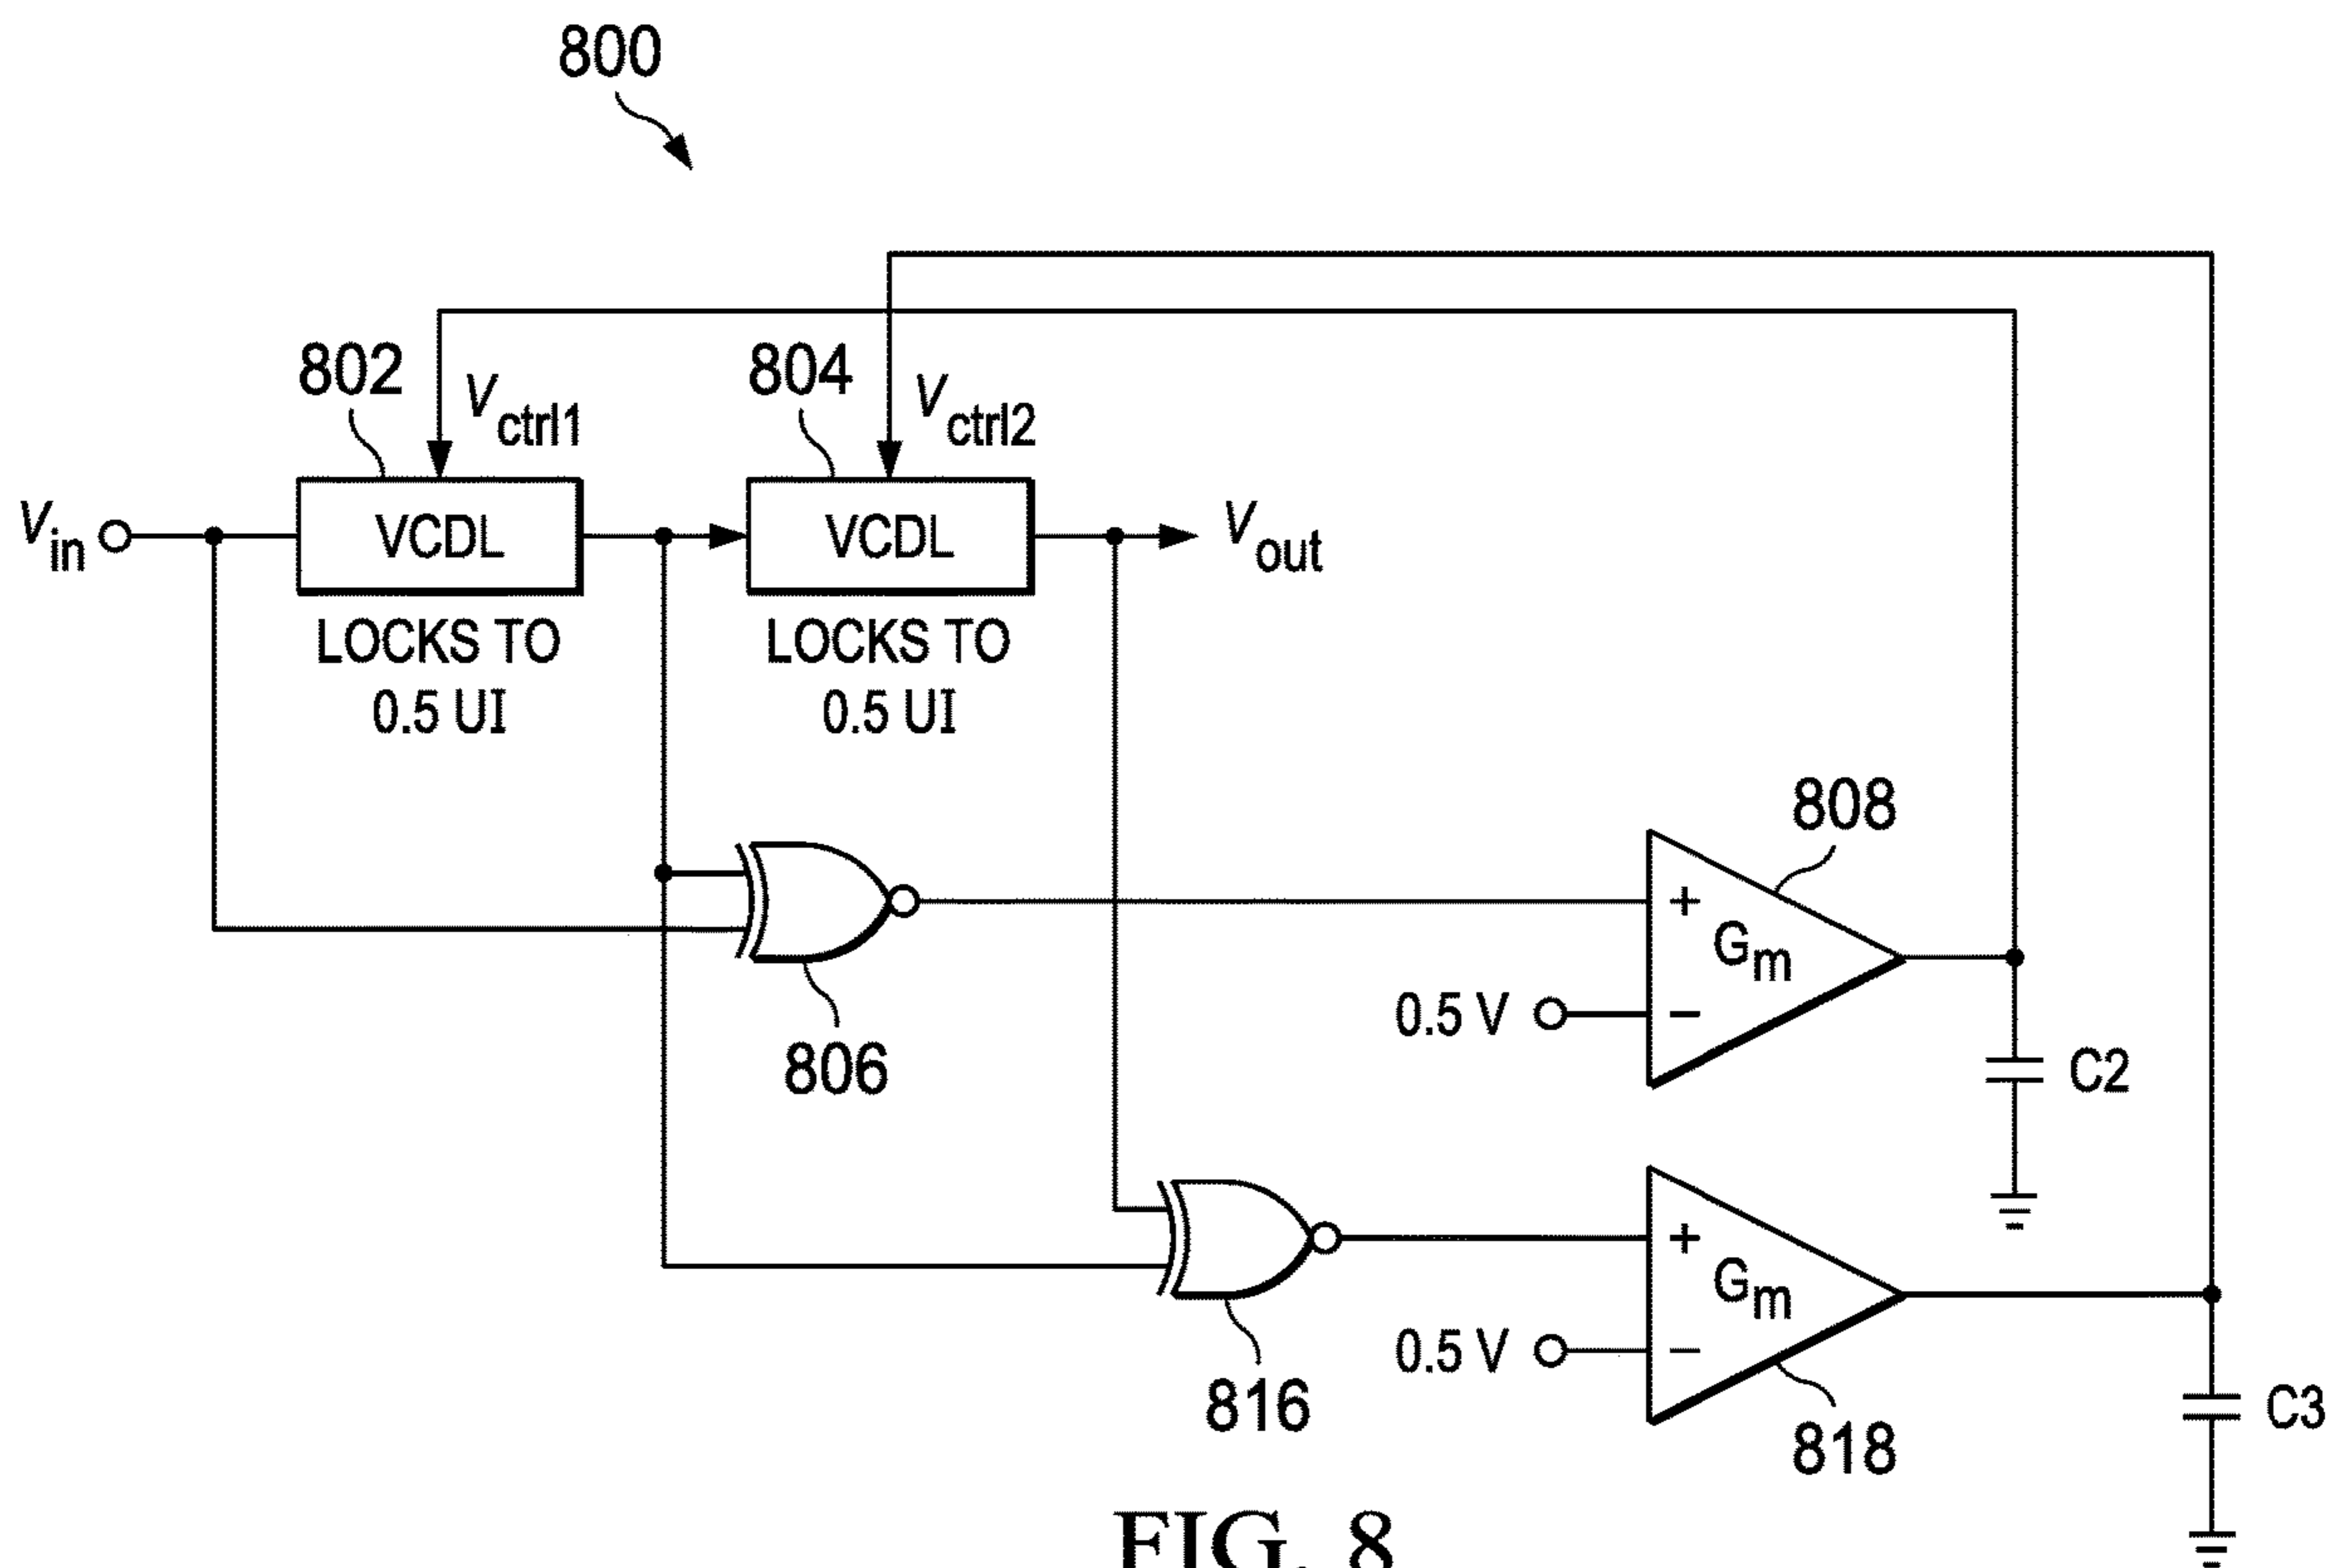 800
802
Vctrl1
804
Vctrl2
Vin
VCDL
VCDL
Vout
LOCKS TO
0.5 UI
LOCKS TO
0.5 UI
808
+
Gm
0.5 V
−
806
C2
+
Gm
0.5 V
−
816
818
C3
FIG. 8